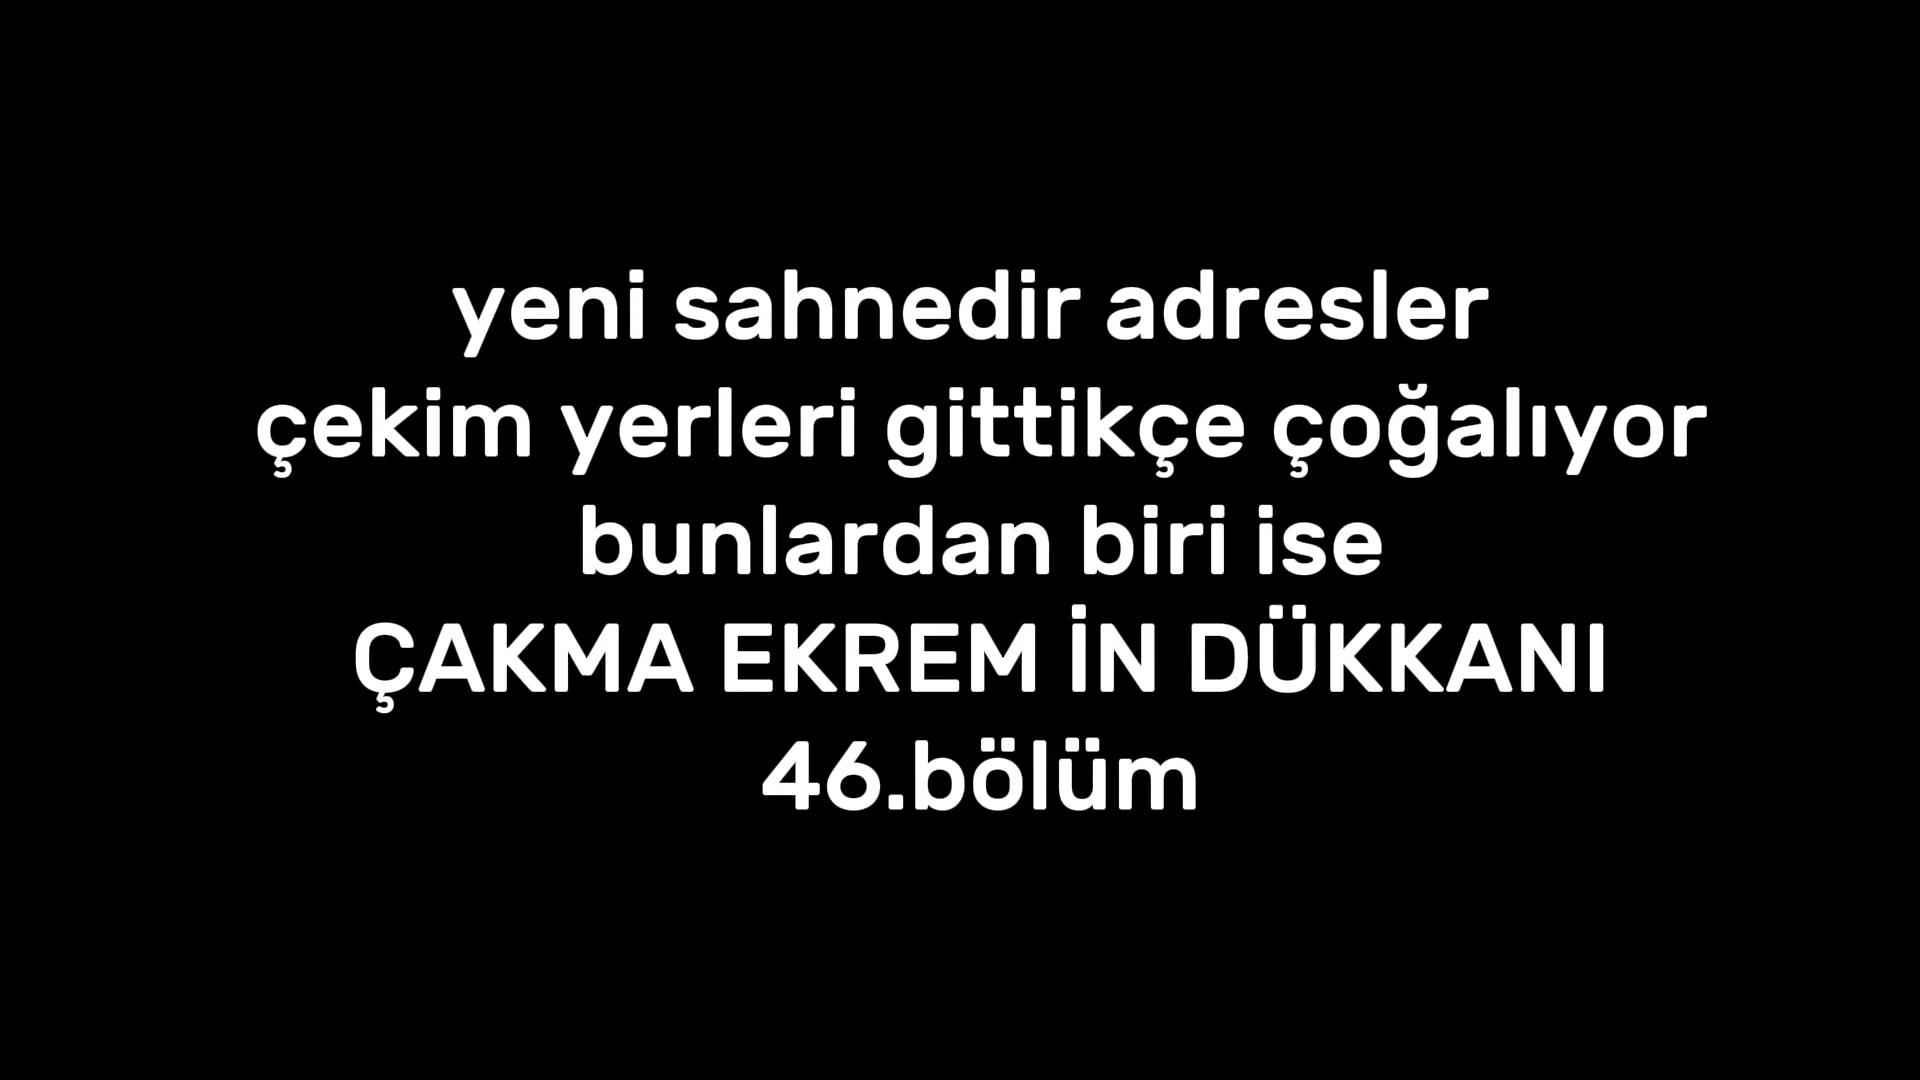 yeni sahnedir adresler
çekim yerleri gittikçe çoğalıyor
bunlardan biri ise
ÇAKMA EKREM İN DÜKKANI
46.bölüm